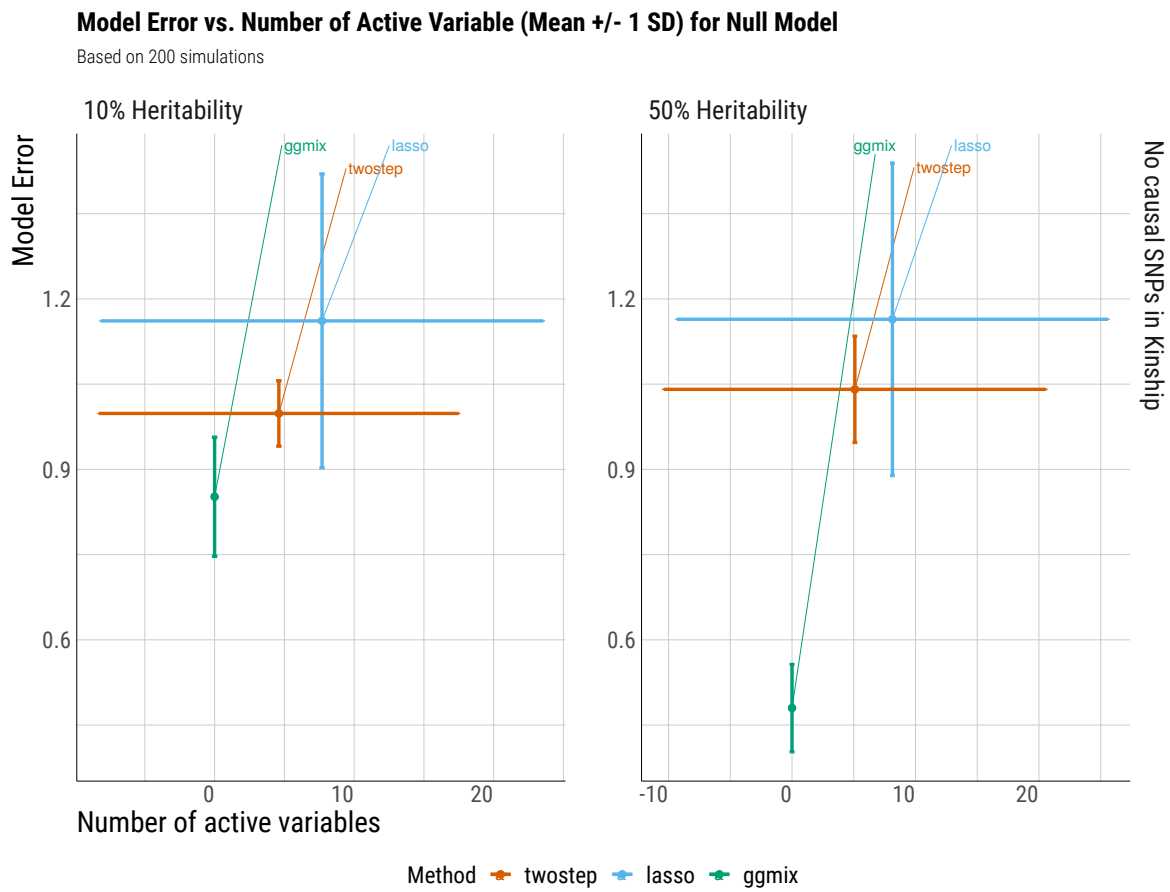 Model Error vs. Number of Active Variable (Mean +/- 1 SD) for Null Model
Based on 200 simulations
10% Heritability
50% Heritability
Model Error
No causal SNPs in Kinship
ggmix
lasso
twostep
ggmix
lasso
twostep
1.2
0.9
0.6
1.2
0.9
0.6
0 10 20
-10 0 10 20
Number of active variables
Method twostep lasso ggmix